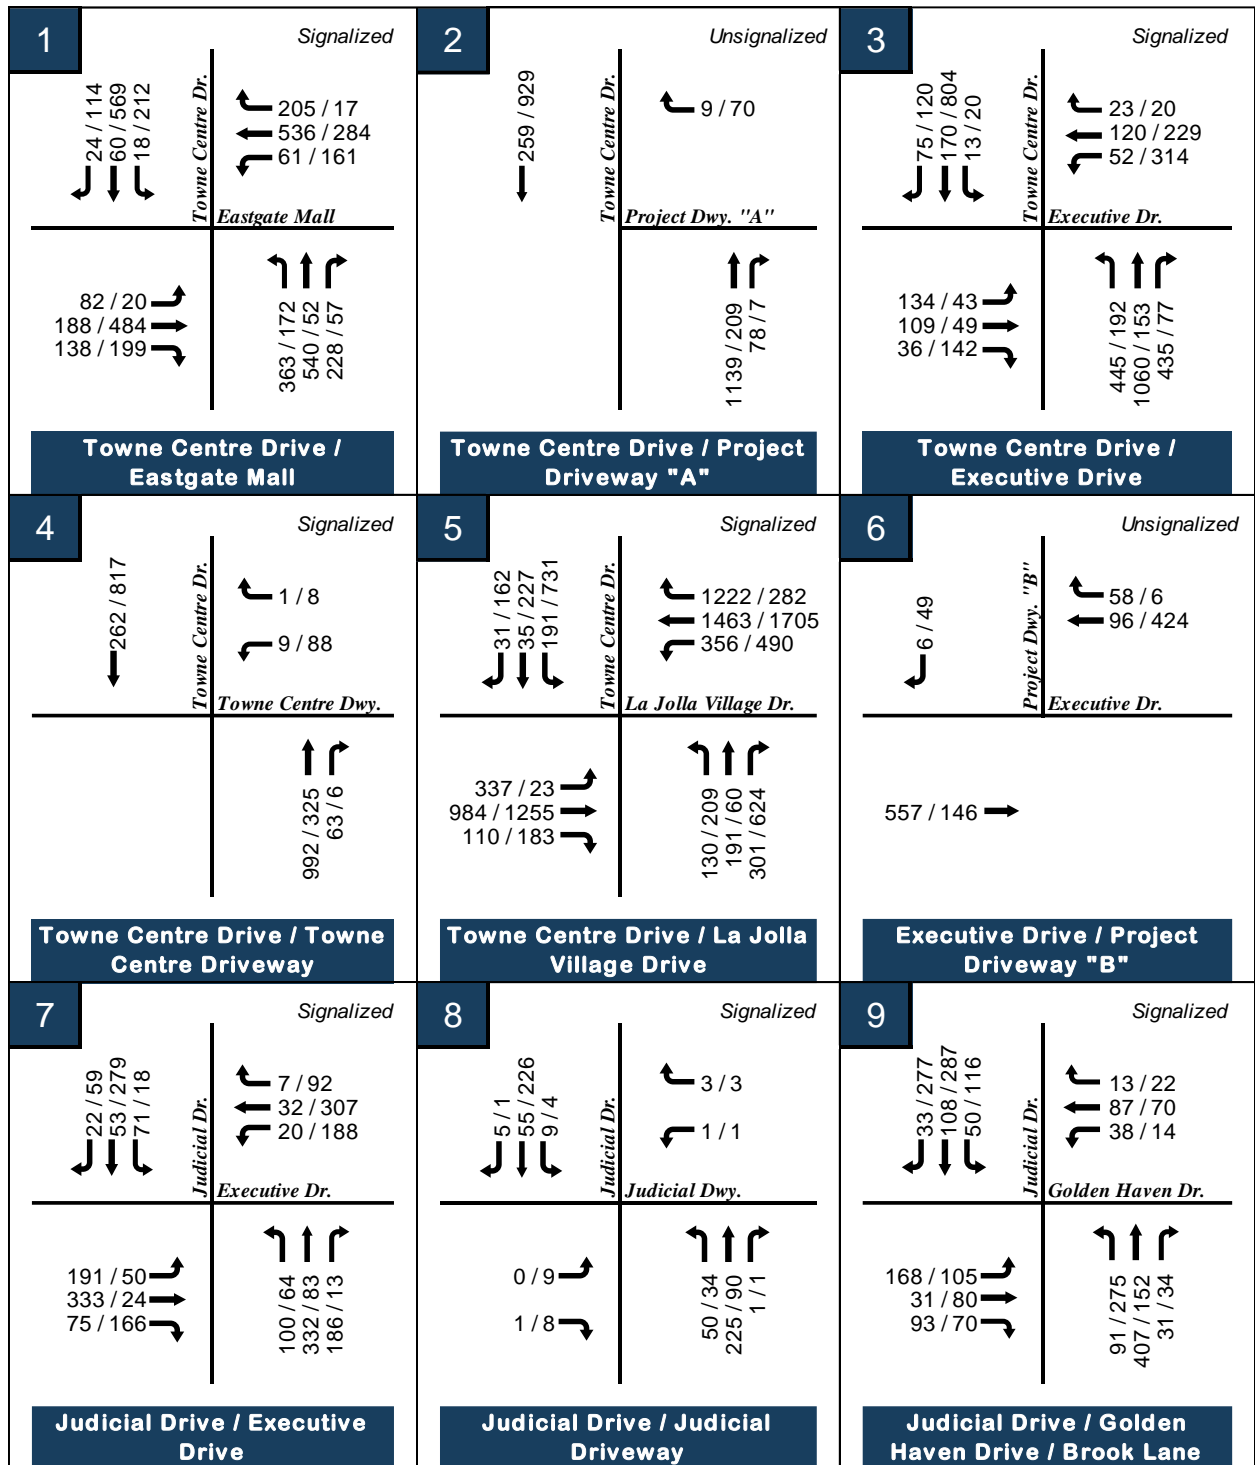 1
Signalized
24 / 114
60 / 569
18 / 212
Towne Centre Dr.
205 / 17
536 / 284
61 / 161
Eastgate Mall
82 / 20
188 / 484
138 / 199
363 / 172
540 / 52
228 / 57
Towne Centre Drive /
Eastgate Mall
2
Unsignalized
259 / 929
Towne Centre Dr.
9 / 70
Project Dwy. "A"
1139 / 209
78 / 7
Towne Centre Drive / Project
Driveway "A"
3
Signalized
75 / 120
170 / 804
13 / 20
Towne Centre Dr.
23 / 20
120 / 229
52 / 314
Executive Dr.
134 / 43
109 / 49
36 / 142
445 / 192
1060 / 153
435 / 77
Towne Centre Drive /
Executive Drive
4
Signalized
262 / 817
Towne Centre Dr.
1 / 8
9 / 88
Towne Centre Dwy.
992 / 325
63 / 6
Towne Centre Drive / Towne
Centre Driveway
5
Signalized
31 / 162
35 / 227
191 / 731
Towne Centre Dr.
1222 / 282
1463 / 1705
356 / 490
La Jolla Village Dr.
337 / 23
984 / 1255
110 / 183
130 / 209
191 / 60
301 / 624
Towne Centre Drive / La Jolla
Village Drive
6
Unsignalized
6 / 49
Project Dwy. "B"
58 / 6
96 / 424
Executive Dr.
557 / 146
Executive Drive / Project
Driveway "B"
7
Signalized
22 / 59
53 / 279
71 / 18
Judicial Dr.
7 / 92
32 / 307
20 / 188
Executive Dr.
191 / 50
333 / 24
75 / 166
100 / 64
332 / 83
186 / 13
Judicial Drive / Executive
Drive
8
Signalized
5 / 1
55 / 226
9 / 4
Judicial Dr.
3 / 3
1 / 1
Judicial Dwy.
0 / 9
1 / 8
50 / 34
225 / 90
1 / 1
Judicial Drive / Judicial
Driveway
9
Signalized
33 / 277
108 / 287
50 / 116
Judicial Dr.
13 / 22
87 / 70
38 / 14
Golden Haven Dr.
168 / 105
31 / 80
93 / 70
91 / 275
407 / 152
31 / 34
Judicial Drive / Golden
Haven Drive / Brook Lane